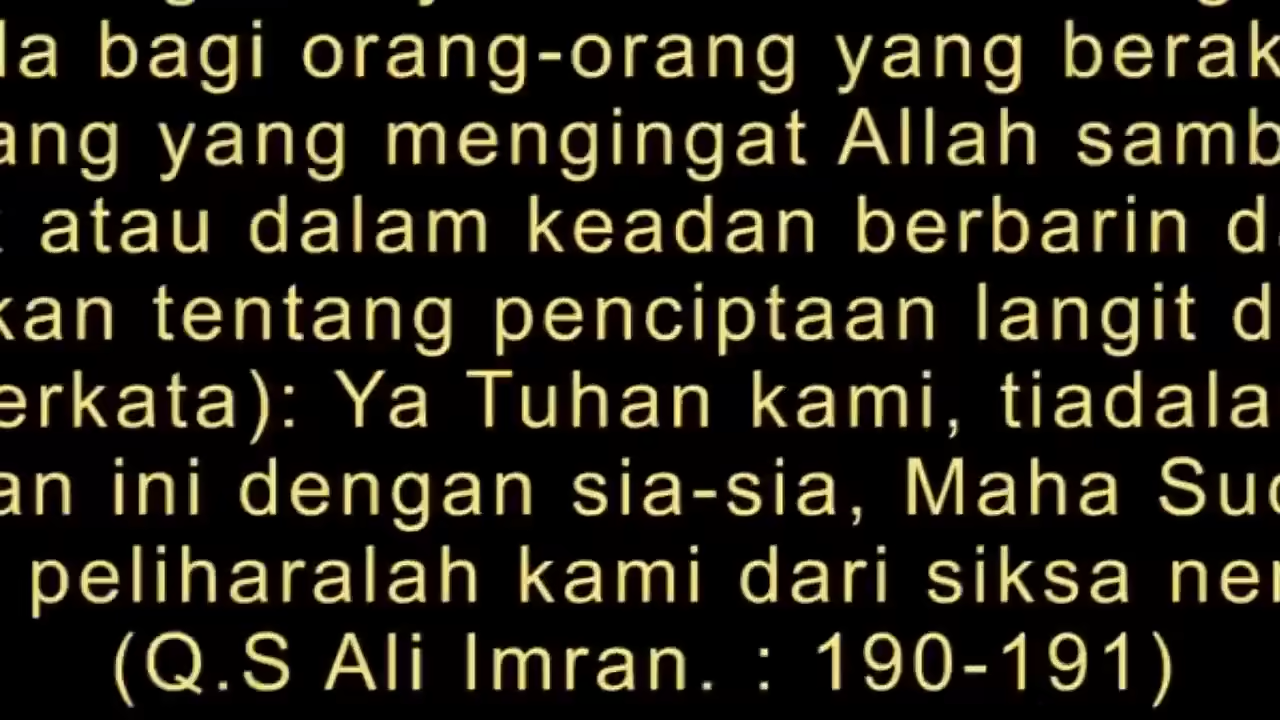 la bagi orang-orang yang berak
ang yang mengingat Allah samb
atau dalam keadan berbarin d
kan tentang penciptaan langit d
erkata): Ya Tuhan kami, tiadala
an ini dengan sia-sia, Maha Suc
peliharalah kami dari siksa ner
(Q.S Ali Imran. : 190-191)